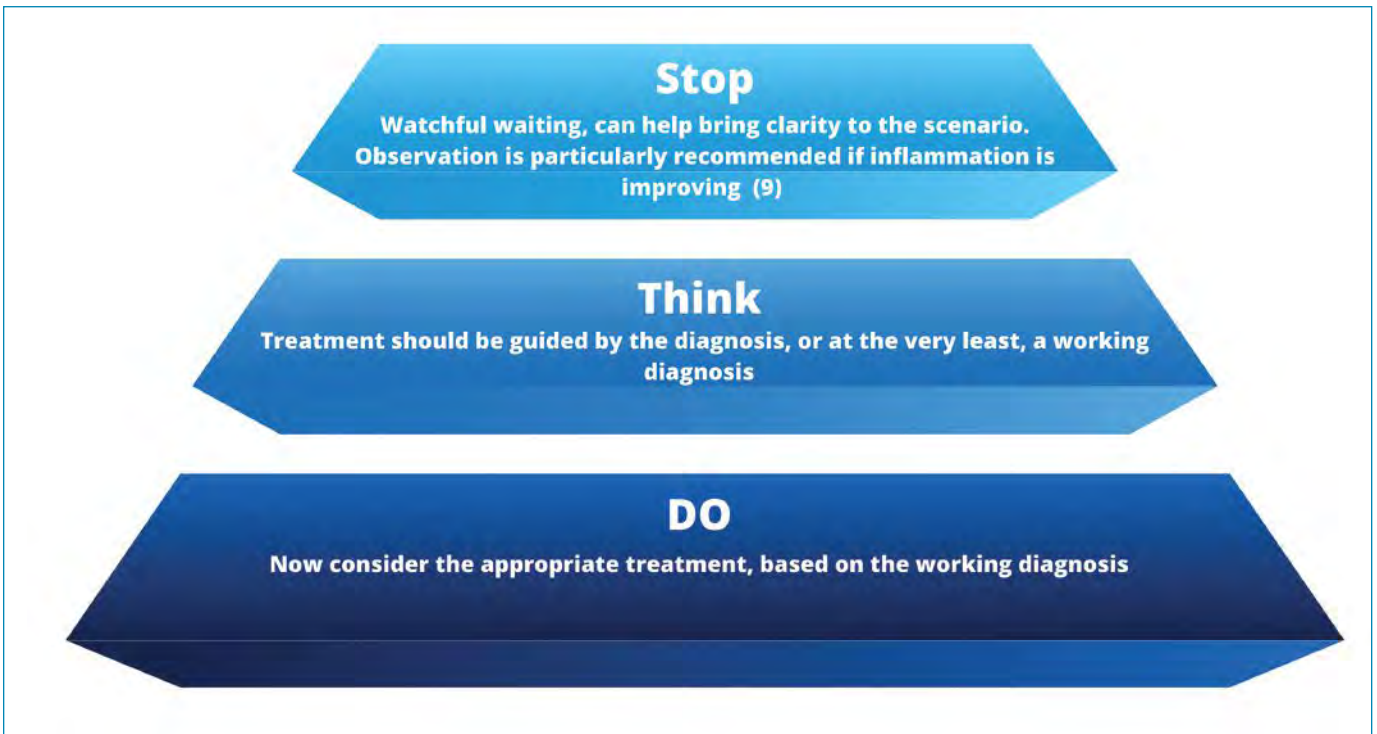 Stop
Watchful waiting, can help bring clarity to the scenario.
Observation is particularly recommended if inflammation is
improving (9)
Think
Treatment should be guided by the diagnosis, or at the very least, a working
diagnosis
DO
Now consider the appropriate treatment, based on the working diagnosis